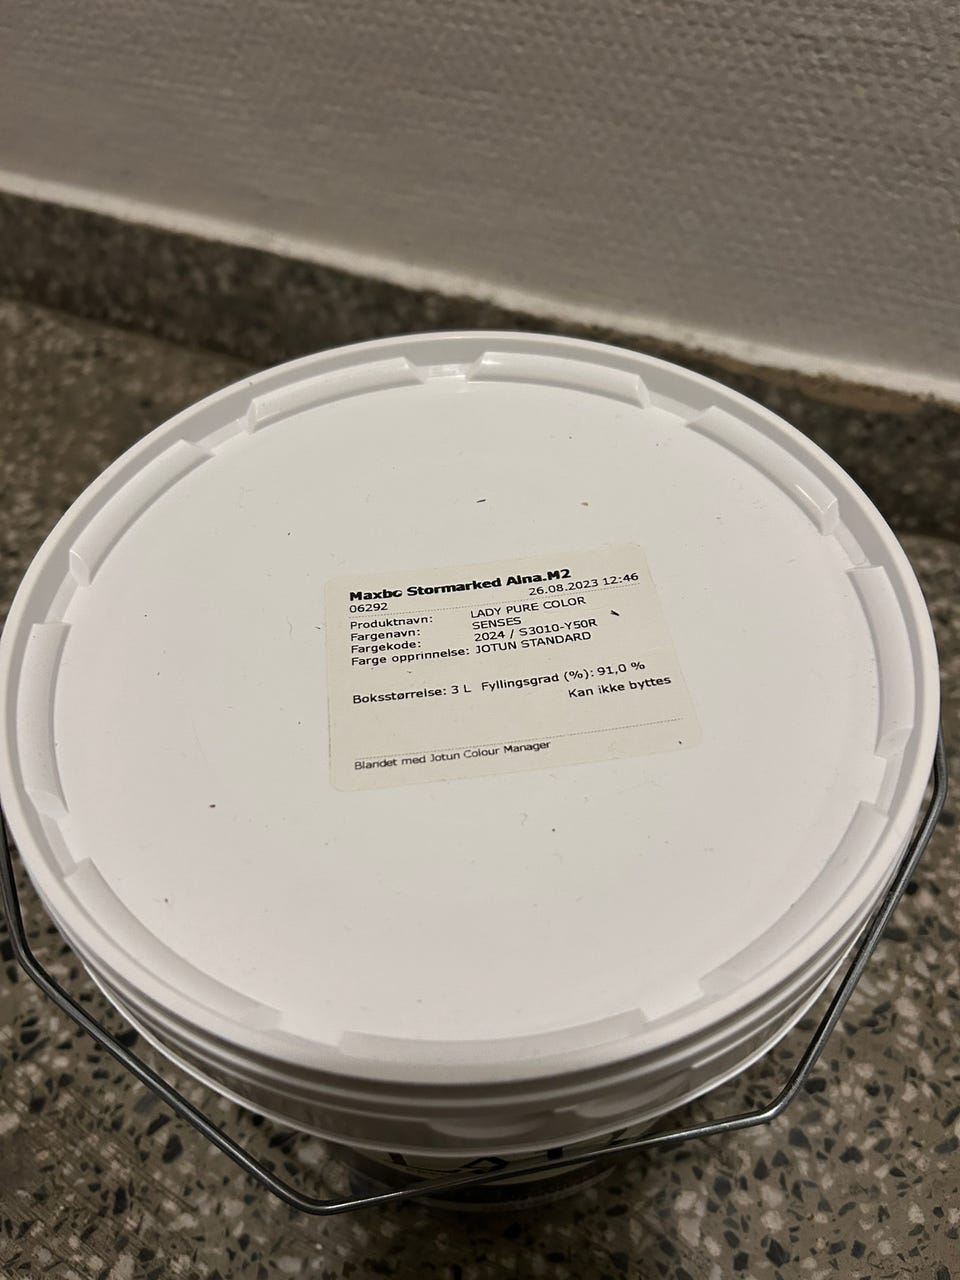 Maxbo Stormarked Alna.M2
06292 26.08.2023 12:46
Produktnavn: LADY PURE COLOR
Fargenavn: SENSES
Fargekode: 2024 / S3010-Y50R
Farge opprinnelse: JOTUN STANDARD
Boksstørrelse: 3 L Fyllingsgrad (%): 91,0 %
Kan ikke byttes
Blandet med Jotun Colour Manager